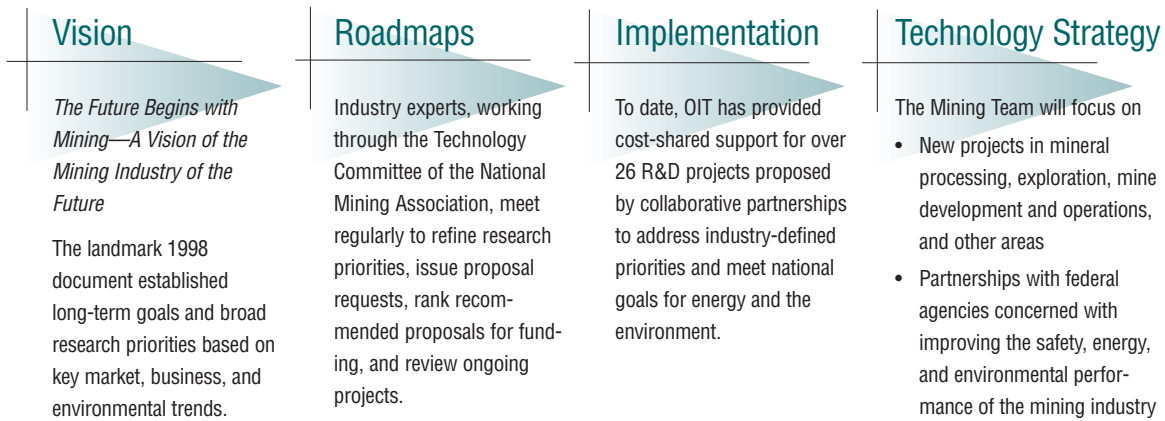 Vision
The Future Begins with
Mining—A Vision of the
Mining Industry of the
Future
The landmark 1998
document established
long-term goals and broad
research priorities based on
key market, business, and
environmental trends.
Roadmaps
Industry experts, working
through the Technology
Committee of the National
Mining Association, meet
regularly to refine research
priorities, issue proposal
requests, rank recom-
mended proposals for fund-
ing, and review ongoing
projects.
Implementation
To date, OIT has provided
cost-shared support for over
26 R&D projects proposed
by collaborative partnerships
to address industry-defined
priorities and meet national
goals for energy and the
environment.
Technology Strategy
The Mining Team will focus on
• New projects in mineral
processing, exploration, mine
development and operations,
and other areas
• Partnerships with federal
agencies concerned with
improving the safety, energy,
and environmental perfor-
mance of the mining industry